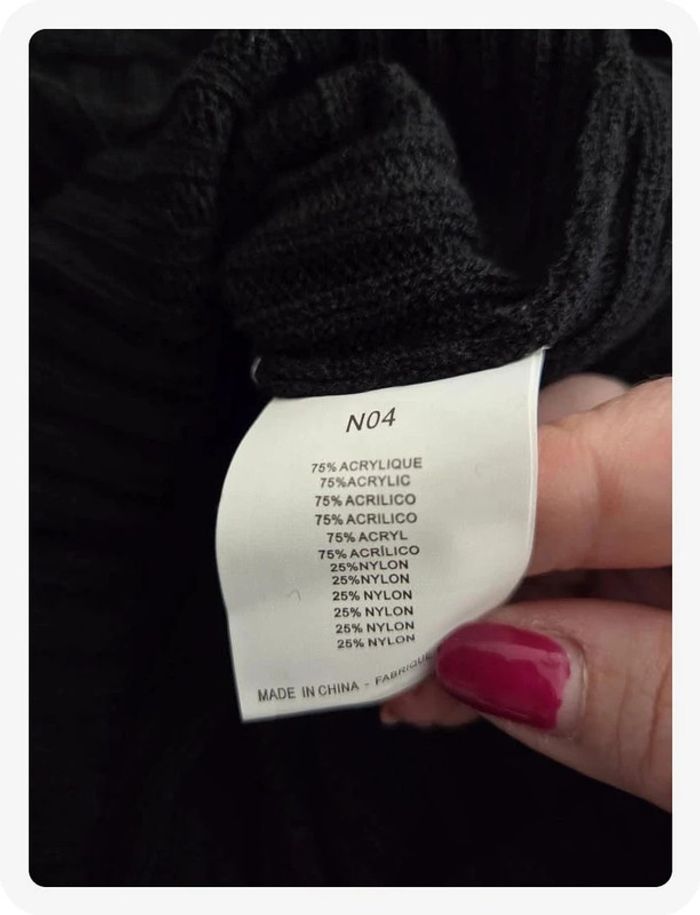 N04
75% ACRYLIQUE
75%ACRYLIC
75% ACRILICO
75% ACRILICO
75% ACRYL
75% ACRÍLICO
25%NYLON
25%NYLON
25% NYLON
25% NYLON
25% NYLON
25% NYLON
MADE IN CHINA - FABRIQUE